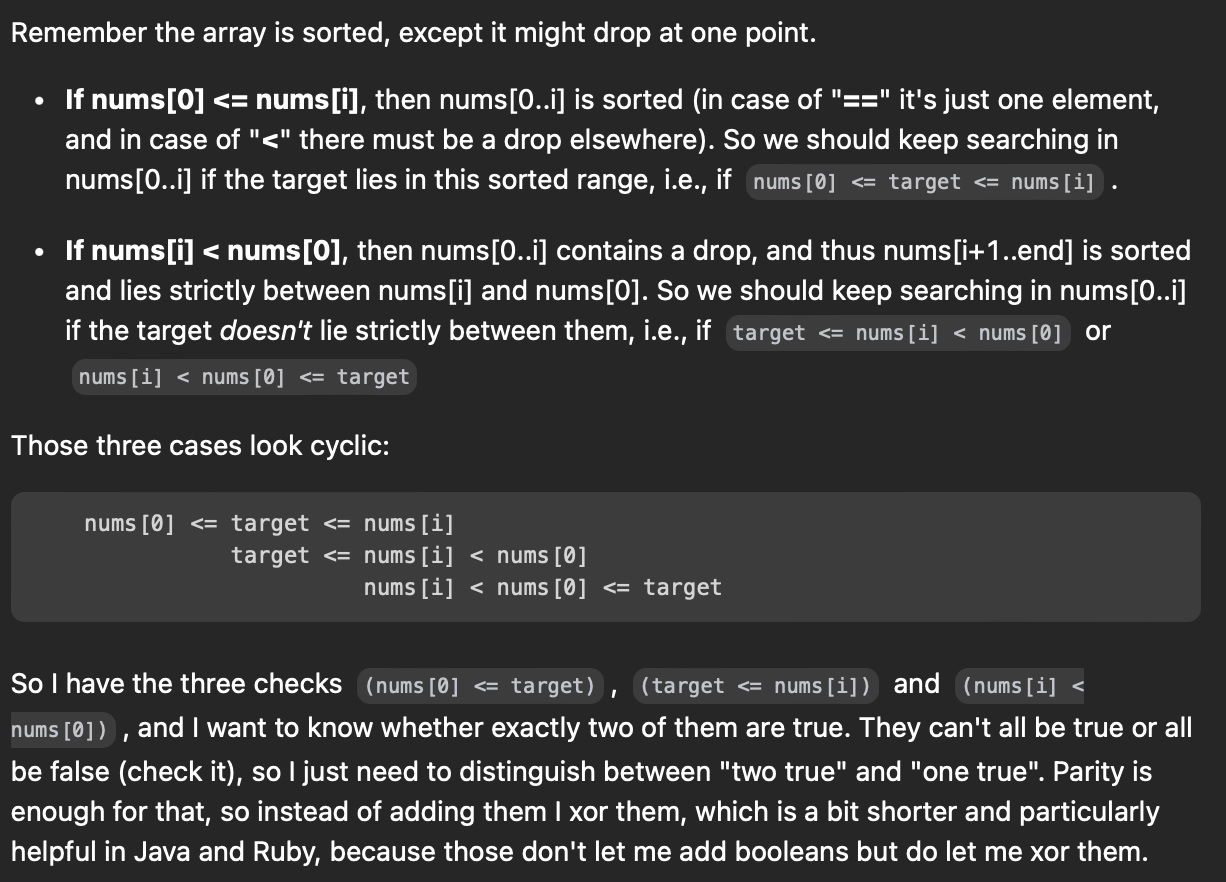 Remember the array is sorted, except it might drop at one point.
• If nums[0] <= nums[i], then nums[0..i] is sorted (in case of "==" it's just one element,
and in case of "<" there must be a drop elsewhere). So we should keep searching in
nums[0..i] if the target lies in this sorted range, i.e., if nums[0] <= target <= nums[i] .
• If nums[i] < nums[0], then nums[0..i] contains a drop, and thus nums[i+1..end] is sorted
and lies strictly between nums[i] and nums[0]. So we should keep searching in nums[0..i]
if the target doesn't lie strictly between them, i.e., if target <= nums[i] < nums[0] or
nums[i] < nums[0] <= target
Those three cases look cyclic:
nums[0] <= target <= nums[i]
target <= nums[i] < nums[0]
nums[i] < nums[0] <= target
So I have the three checks (nums[0] <= target) , (target <= nums[i]) and (nums[i] <
nums[0]) , and I want to know whether exactly two of them are true. They can't all be true or all
be false (check it), so I just need to distinguish between "two true" and "one true". Parity is
enough for that, so instead of adding them I xor them, which is a bit shorter and particularly
helpful in Java and Ruby, because those don't let me add booleans but do let me xor them.